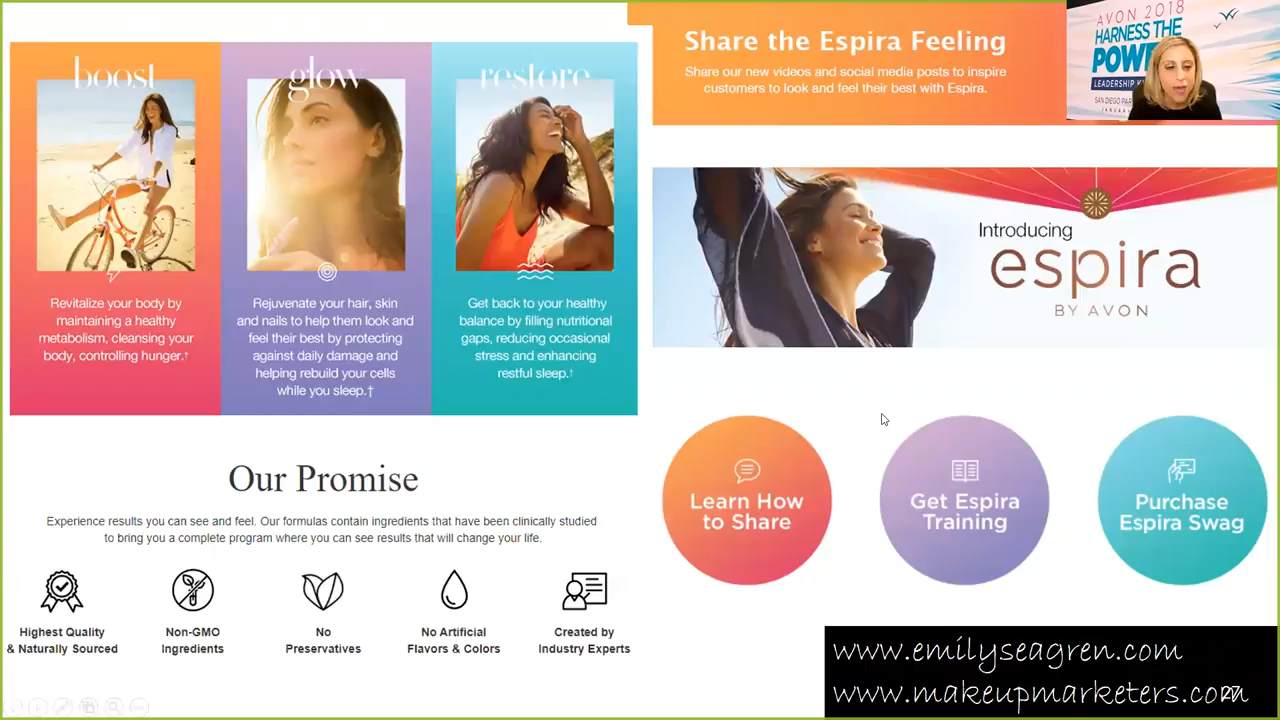 boost
Revitalize your body by
maintaining a healthy
metabolism, cleansing your
body, controlling hunger.†
glow
Rejuvenate your hair, skin
and nails to help them look and
feel their best by protecting
against daily damage and
helping rebuild your cells
while you sleep.†
restore
Get back to your healthy
balance by filling nutritional
gaps, reducing occasional
stress and enhancing
restful sleep.†
Our Promise
Experience results you can see and feel. Our formulas contain ingredients that have been clinically studied
to bring you a complete program where you can see results that will change your life.
Highest Quality
& Naturally Sourced
Non-GMO
Ingredients
No
Preservatives
No Artificial
Flavors & Colors
Created by
Industry Experts
Share the Espira Feeling
Share our new videos and social media posts to inspire
customers to look and feel their best with Espira.
AVON 2018
HARNESS THE
LEADERSHIP
SAN DIEGO
Introducing
espira
BY AVON
Learn How
to Share
Get Espira
Training
Purchase
Espira Swag
www.emilyseagren.com
www.makeupmarketers.com
27